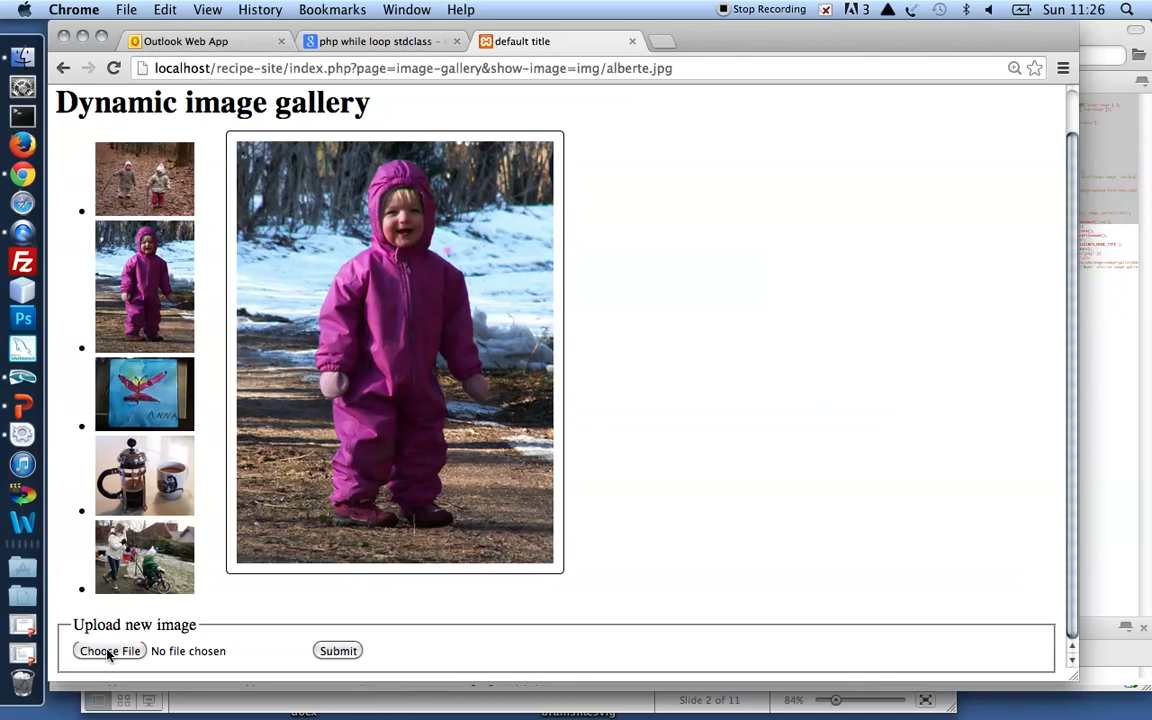 Chrome File Edit View History Bookmarks Window Help Stop Recording 3 Sun 11:26
Outlook Web App
php while loop stdclass –
default title
localhost/recipe-site/index.php?page=image-gallery&show-image=img/alberte.jpg
Dynamic image gallery
ANNA
Upload new image
Choose File No file chosen Submit
Slide 2 of 11 84%